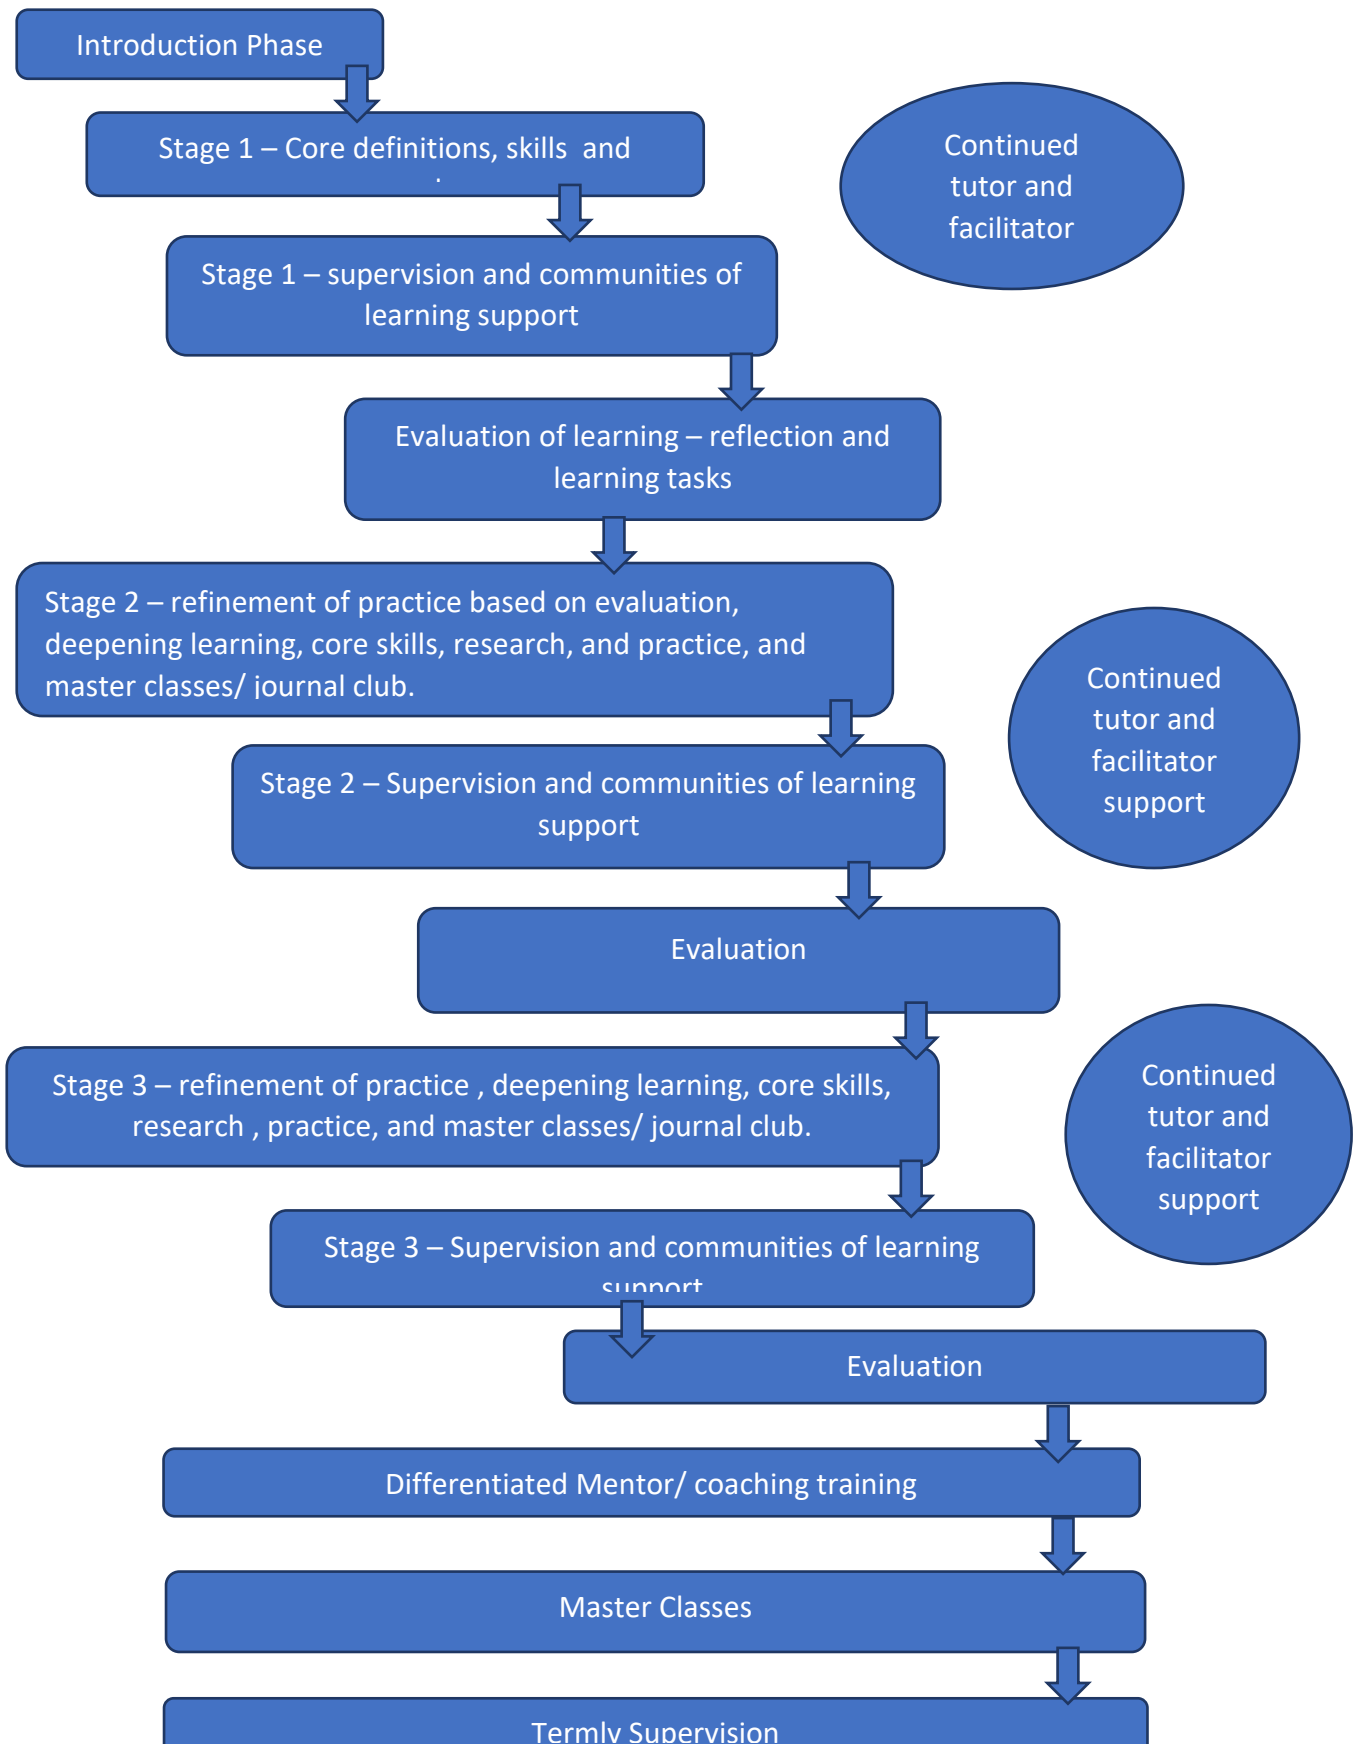 Introduction Phase
Stage 1 – Core definitions, skills  and
Continued
tutor and
facilitator
Stage 1 – supervision and communities of
learning support
Evaluation of learning – reflection and
learning tasks
Stage 2 – refinement of practice based on evaluation,
deepening learning, core skills, research, and practice, and
master classes/ journal club.
Continued
tutor and
facilitator
support
Stage 2 – Supervision and communities of learning
support
Evaluation
Stage 3 – refinement of practice , deepening learning, core skills,
research , practice, and master classes/ journal club.
Continued
tutor and
facilitator
support
Stage 3 – Supervision and communities of learning
support
Evaluation
Differentiated Mentor/ coaching training
Master Classes
Termly Supervision